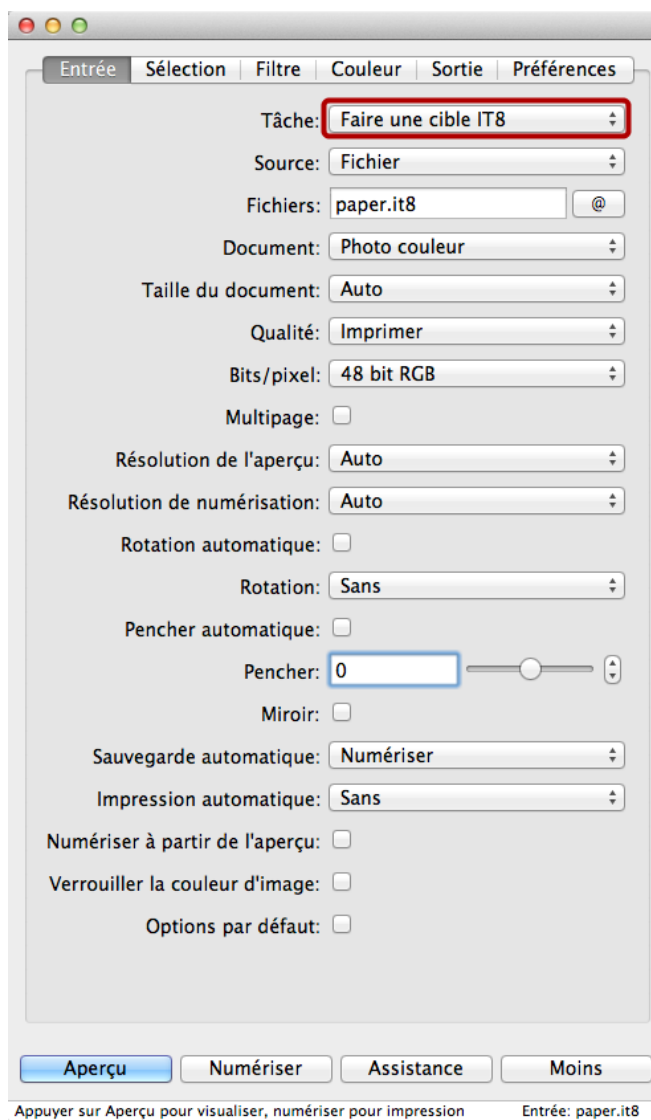 Entrée Sélection Filtre Couleur Sortie Préférences
Tâche: Faire une cible IT8
Source: Fichier
Fichiers: paper.it8 @
Document: Photo couleur
Taille du document: Auto
Qualité: Imprimer
Bits/pixel: 48 bit RGB
Multipage:
Résolution de l'aperçu: Auto
Résolution de numérisation: Auto
Rotation automatique:
Rotation: Sans
Pencher automatique:
Pencher: 0
Miroir:
Sauvegarde automatique: Numériser
Impression automatique: Sans
Numériser à partir de l'aperçu:
Verrouiller la couleur d'image:
Options par défaut:
Aperçu Numériser Assistance Moins
Appuyer sur Aperçu pour visualiser, numériser pour impression Entrée: paper.it8